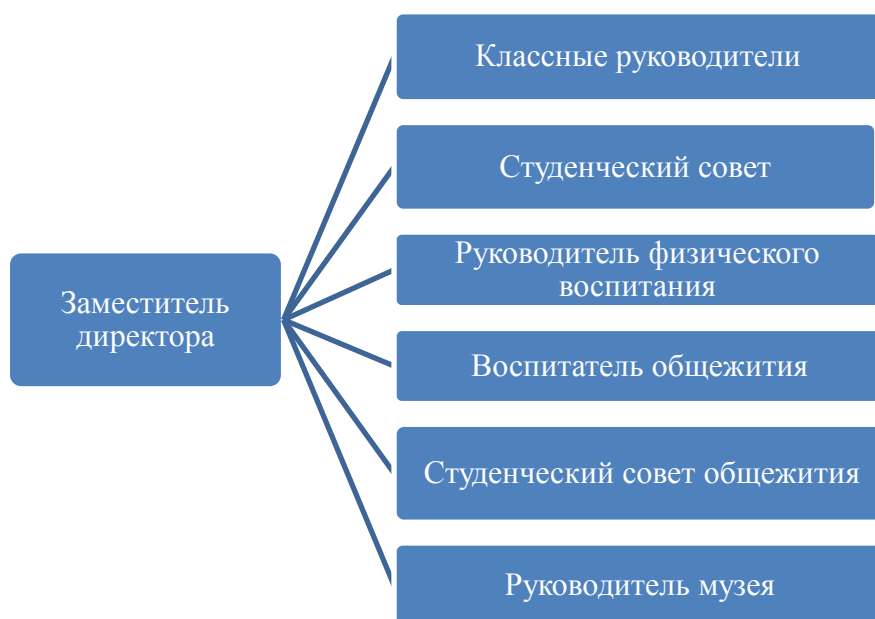 Классные руководители
Студенческий совет
Руководитель физического
воспитания
Заместитель
директора
Воспитатель общежития
Студенческий совет общежития
Руководитель музея